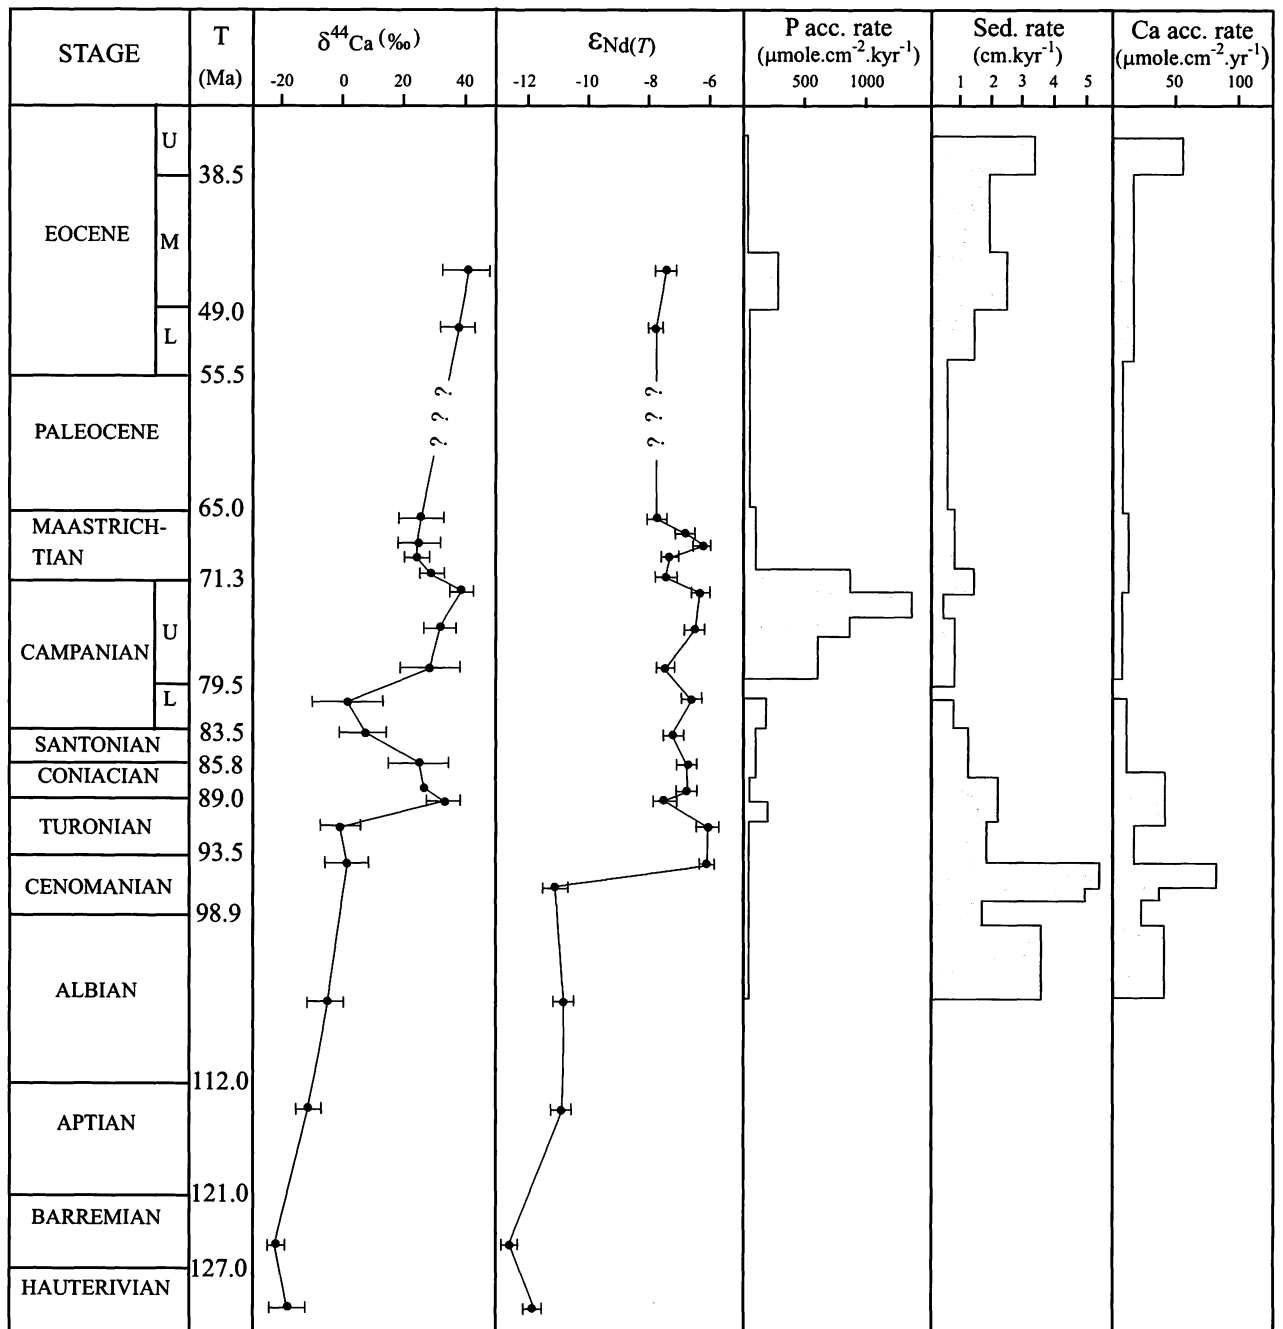 STAGE
T
(Ma)
δ⁴⁴Ca (‰)
-20 0 20 40
εNd(T)
-12 -10 -8 -6
P acc. rate
(μmole.cm⁻².kyr⁻¹)
500 1000
Sed. rate
(cm.kyr⁻¹)
1 2 3 4 5
Ca acc. rate
(μmole.cm⁻².yr⁻¹)
50 100
U
38.5
EOCENE
M
49.0
L
55.5
? ? ?
? ? ?
PALEOCENE
65.0
MAASTRICH-
TIAN
71.3
U
CAMPANIAN
79.5
L
83.5
SANTONIAN
85.8
CONIACIAN
89.0
TURONIAN
93.5
CENOMANIAN
98.9
ALBIAN
112.0
APTIAN
121.0
BARREMIAN
127.0
HAUTERIVIAN